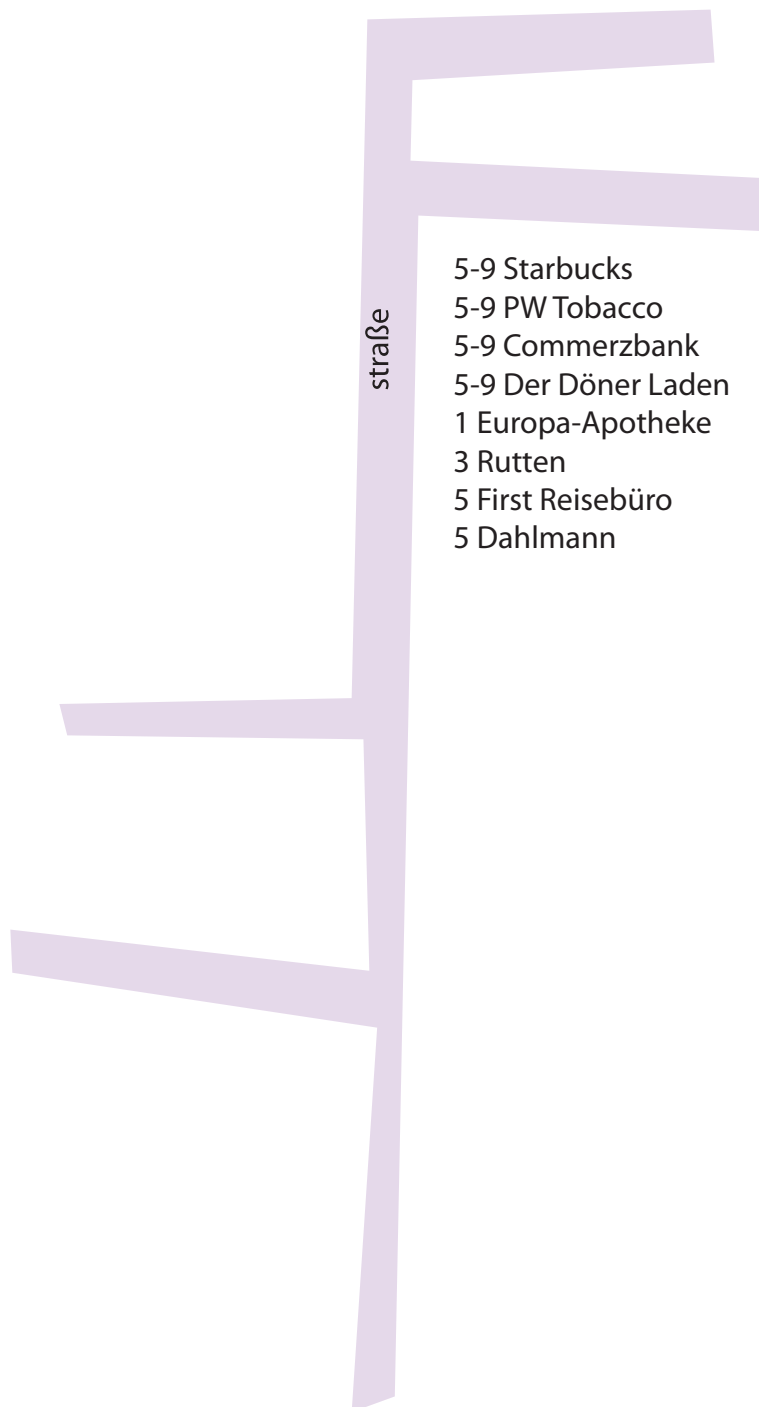 5-9 Starbucks
5-9 PW Tobacco
straße
5-9 Commerzbank
5-9 Der Döner Laden
1 Europa-Apotheke
3 Rutten
5 First Reisebüro
5 Dahlmann